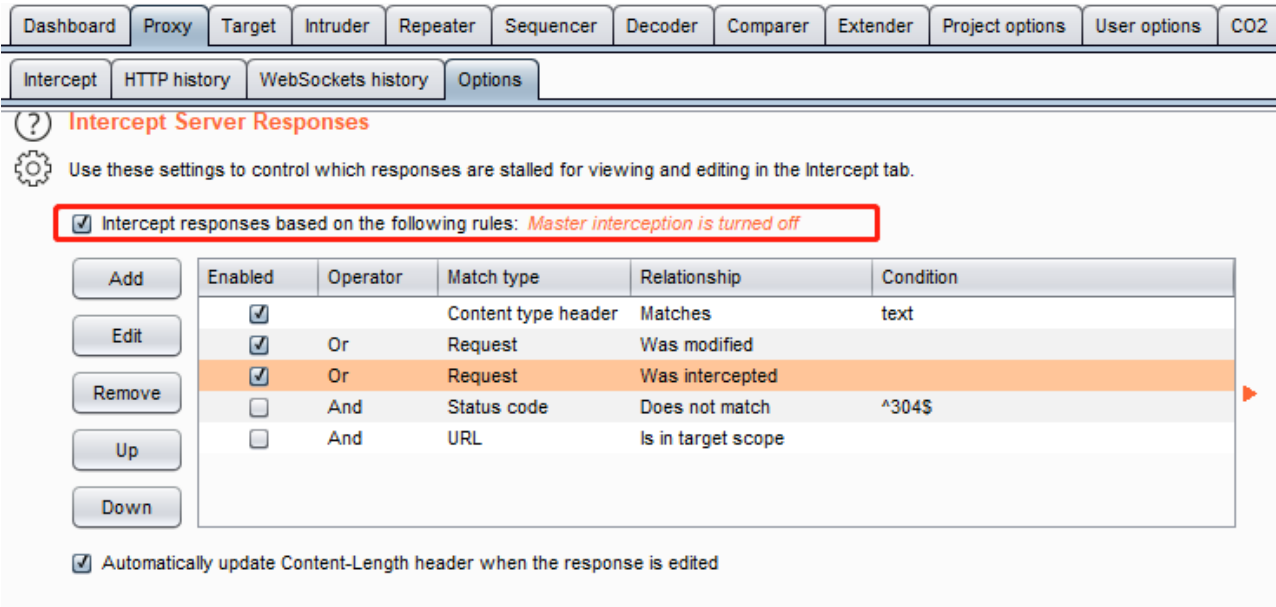 Dashboard Proxy Target Intruder Repeater Sequencer Decoder Comparer Extender Project options User options CO2
Intercept HTTP history WebSockets history Options
? Intercept Server Responses
Use these settings to control which responses are stalled for viewing and editing in the Intercept tab.
Intercept responses based on the following rules: Master interception is turned off
Add Enabled Operator Match type Relationship Condition
Content type header Matches text
Edit Or Request Was modified
Or Request Was intercepted
Remove And Status code Does not match ^304$
Up And URL Is in target scope
Down
Automatically update Content-Length header when the response is edited